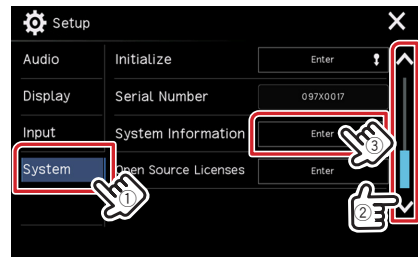 Setup
Audio
Initialize
Enter
Display
Serial Number
097X0017
Input
System Information
Enter
③
System
Open Source Licenses
Enter
①
②